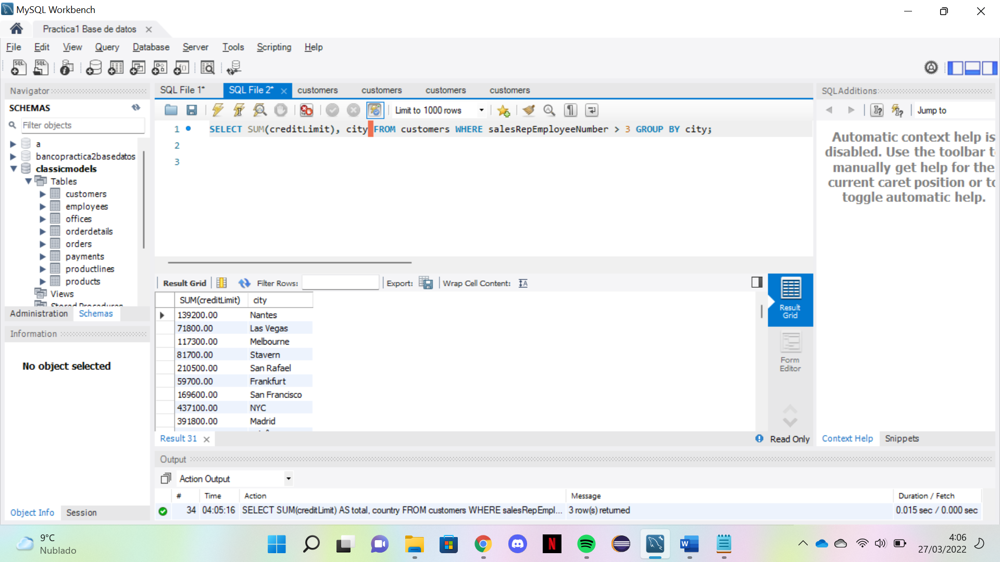 MySQL Workbench
Practica1 Base de datos
File Edit View Query Database Server Tools Scripting Help
Navigator
SCHEMAS
Filter objects
a
bancopractica2basedatos
classicmodels
Tables
customers
employees
offices
orderdetails
orders
payments
productlines
products
Views
Stored Procedures
Administration Schemas
Information
No object selected
Object Info Session
SQL File 1* SQL File 2* customers customers customers customers
Limit to 1000 rows
1 SELECT SUM(creditLimit), city FROM customers WHERE salesRepEmployeeNumber > 3 GROUP BY city;
2
3
Result Grid Filter Rows: Export: Wrap Cell Content:
SUM(creditLimit) city
139200.00 Nantes
71800.00 Las Vegas
117300.00 Melbourne
81700.00 Stavern
210500.00 San Rafael
59700.00 Frankfurt
169600.00 San Francisco
437100.00 NYC
391800.00 Madrid
Result Grid
Form Editor
Result 31
Read Only
SQLAdditions
Jump to
Automatic context help is
disabled. Use the toolbar
manually get help for the
current caret position or
toggle automatic help.
Context Help Snippets
Output
Action Output
# Time Action Message Duration / Fetch
34 04:05:16 SELECT SUM(creditLimit) AS total, country FROM customers WHERE salesRepEmpl... 3 row(s) returned 0.015 sec / 0.000 sec
9°C
Nublado
4:06
27/03/2022